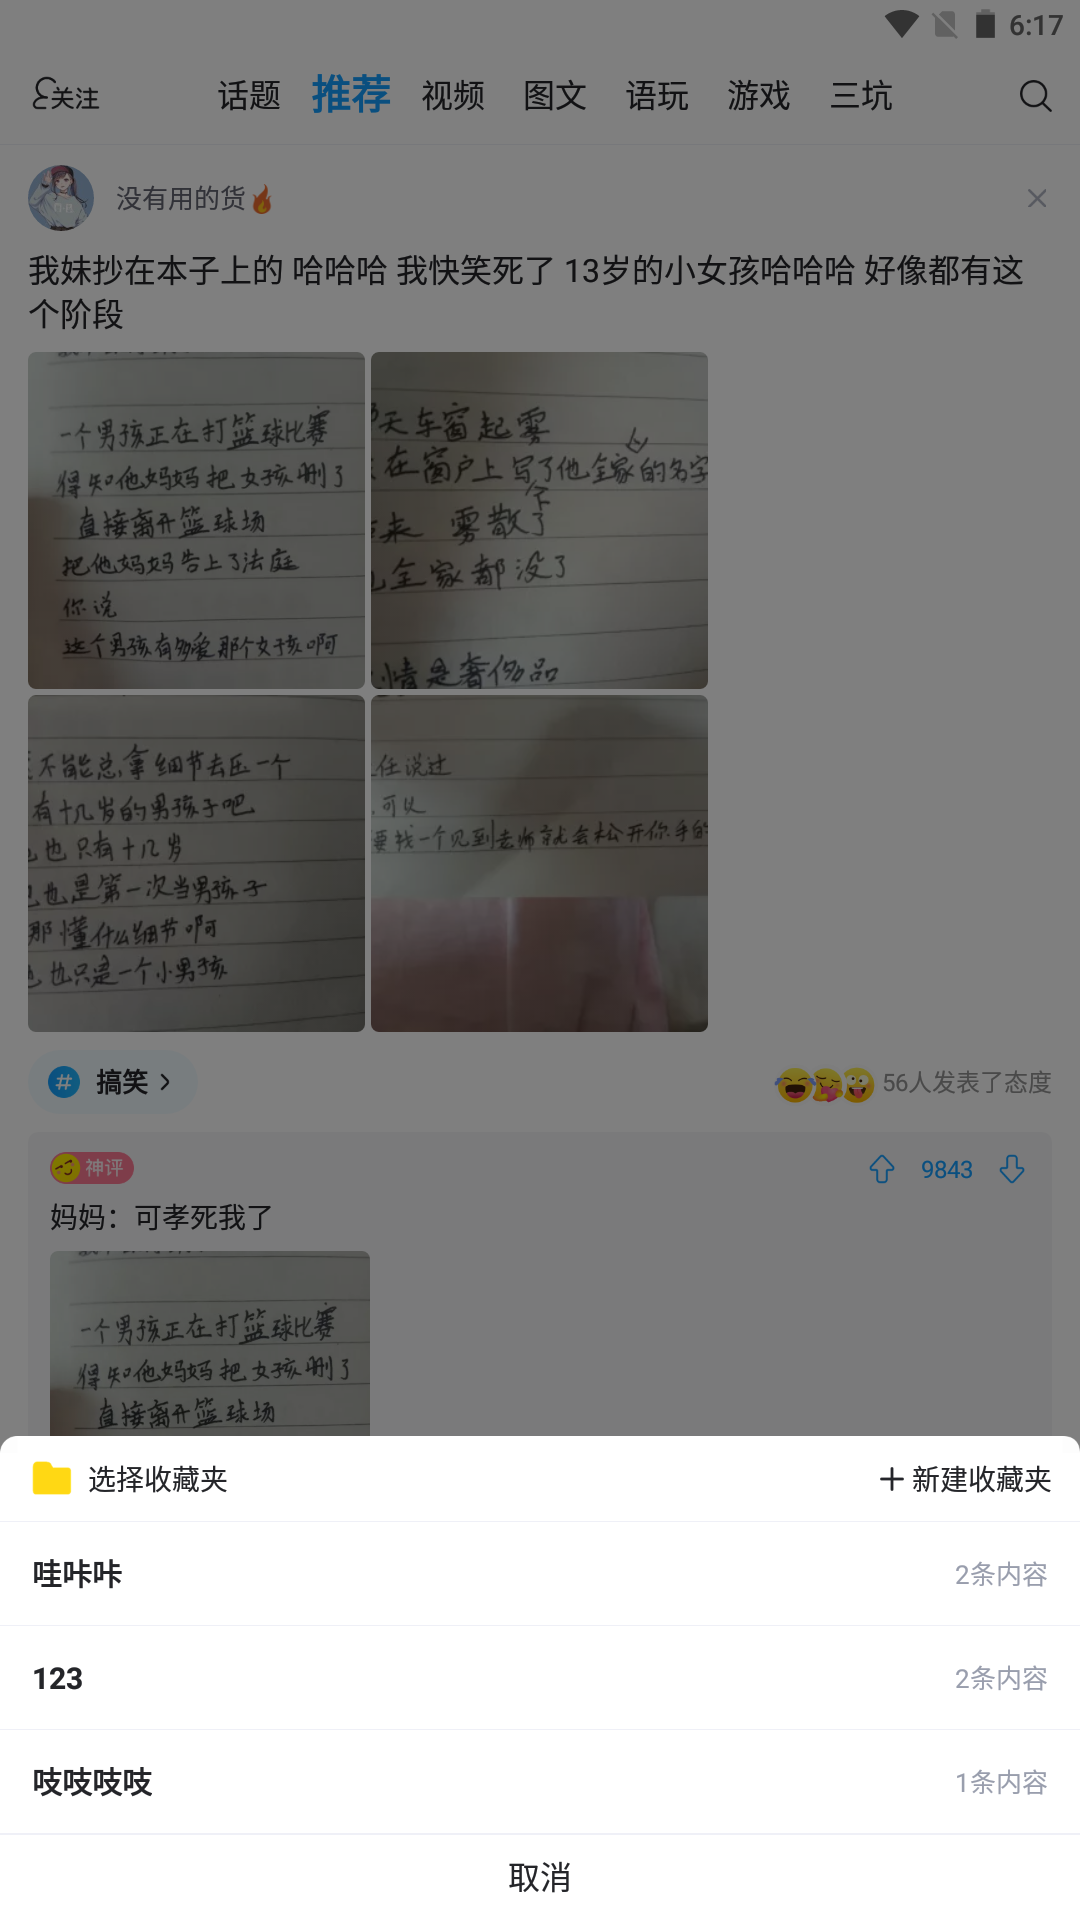 6:17
关注
话题 推荐 视频 图文 语玩 游戏 三坑
没有用的货
我妹抄在本子上的 哈哈哈 我快笑死了 13岁的小女孩哈哈哈 好像都有这
个阶段
一个男孩正在打篮球比赛
得知他妈妈把女孩删了
直接离开篮球场
把他妈妈告上了法庭
你说
这个男孩有多爱那个女孩啊
天车窗起雾
在窗户上写了他全家的名字
来 雾散了
全家都没了
情是奢侈品
不能总拿细节去压一个
有十几岁的男孩子吧
也只有十几岁
也是第一次当男孩子
那懂什么细节啊
也只是一个小男孩
任说过
可以
要找一个见到老师就会松开你手的
搞笑
56人发表了态度
神评
9843
妈妈：可孝死我了
一个男孩正在打篮球比赛
得知他妈妈把女孩删了
直接离开篮球场
选择收藏夹
新建收藏夹
哇咔咔
2条内容
123
2条内容
吱吱吱吱
1条内容
取消